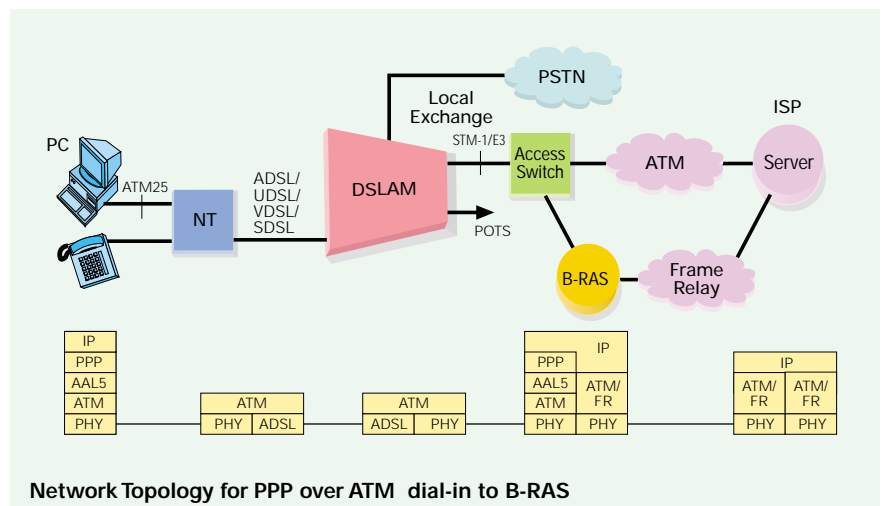 PSTN
Local
Exchange
ISP
PC
STM-1/E3
Access
Switch
ATM
Server
ATM25
ADSL/
UDSL/
VDSL/
SDSL
DSLAM
NT
POTS
B-RAS
Frame
Relay
IP
PPP
AAL5
ATM
PHY
ATM
PHY
ADSL
ATM
ADSL
PHY
IP
PPP
AAL5
ATM
PHY
ATM/
FR
PHY
IP
ATM/
FR
ATM/
FR
PHY
PHY
Network Topology for PPP over ATM dial-in to B-RAS